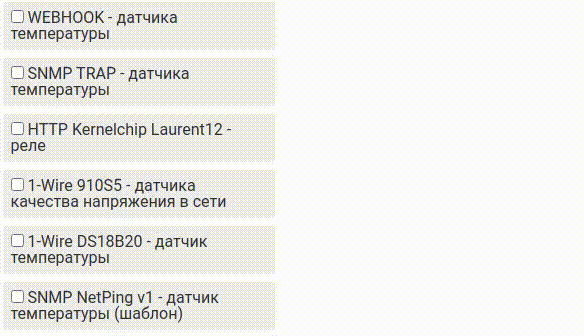 WEBHOOK - датчика
температуры
SNMP TRAP - датчика
температуры
HTTP Kernelchip Laurent12 -
реле
1-Wire 910S5 - датчика
качества напряжения в сети
1-Wire DS18B20 - датчик
температуры
SNMP NetPing v1 - датчик
температуры (шаблон)